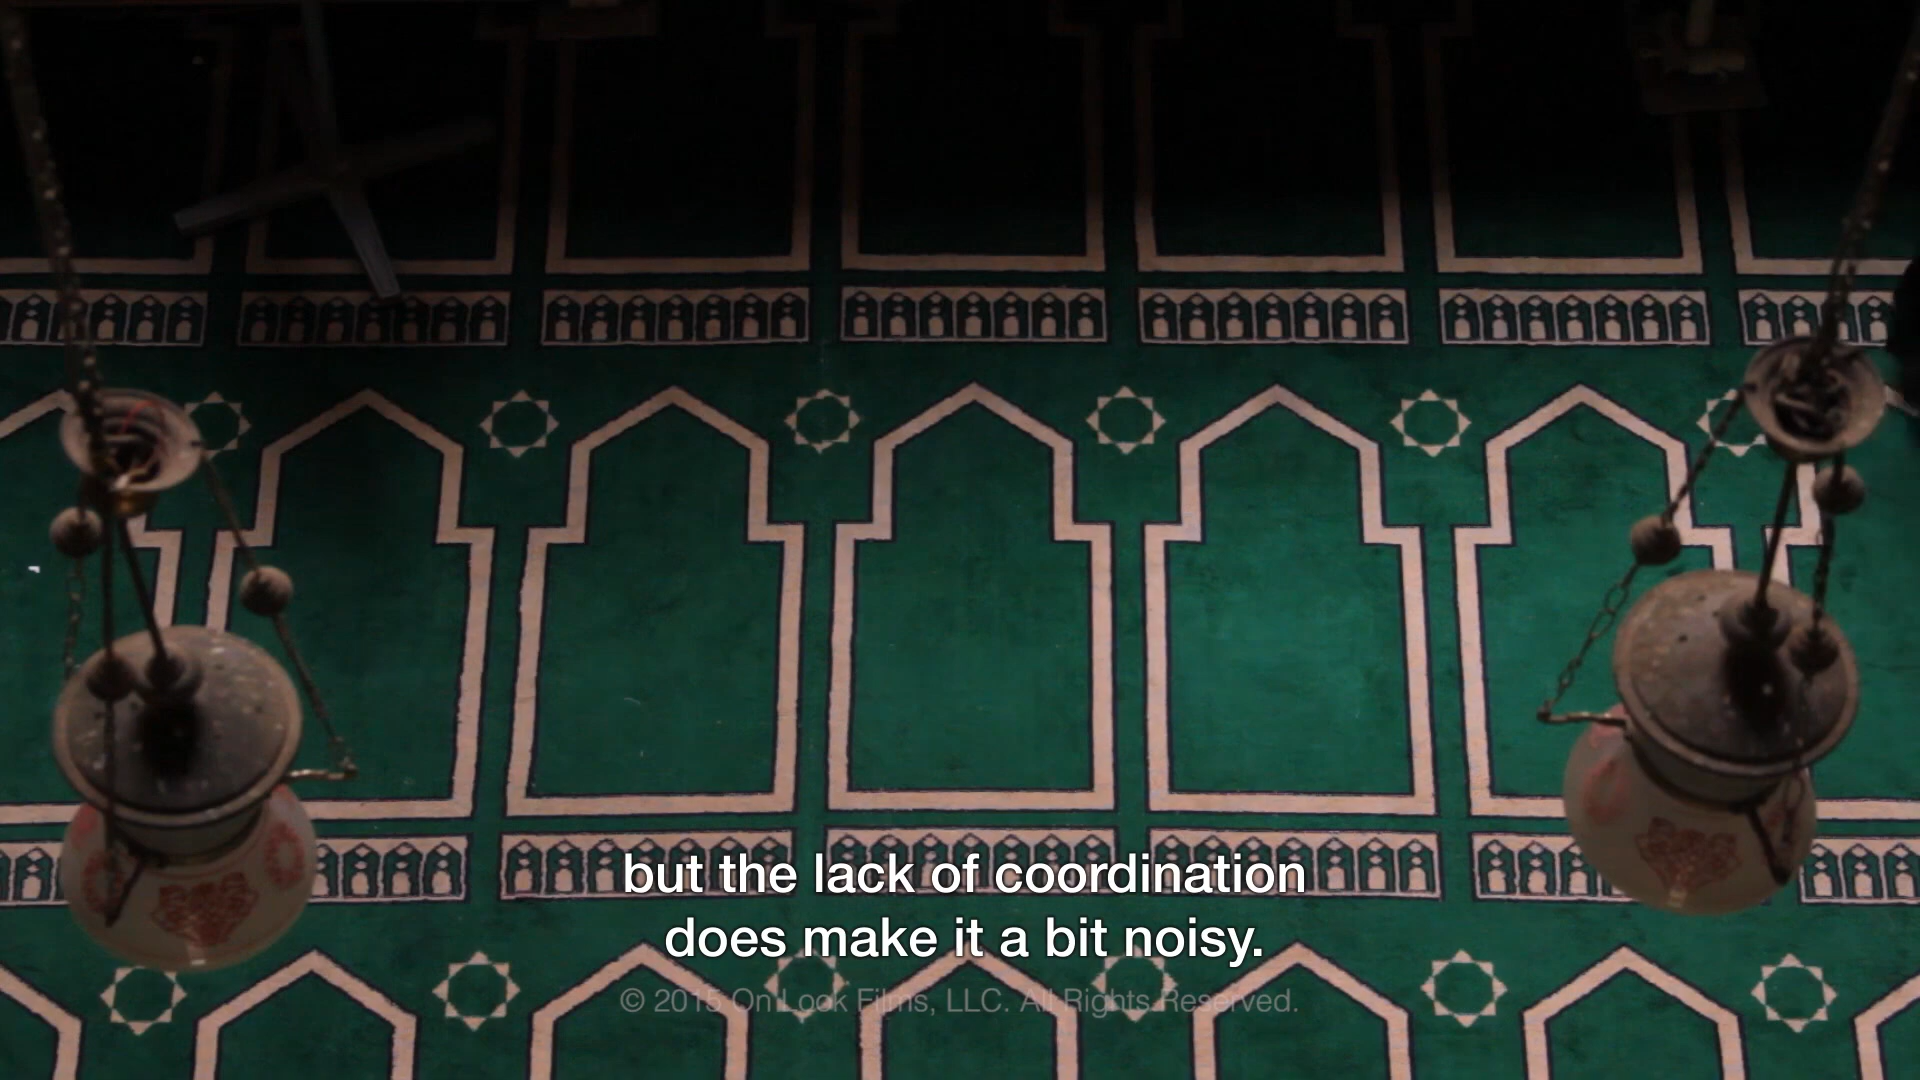 but the lack of coordination
does make it a bit noisy.
© 2015 On Look Films, LLC. All Rights Reserved.